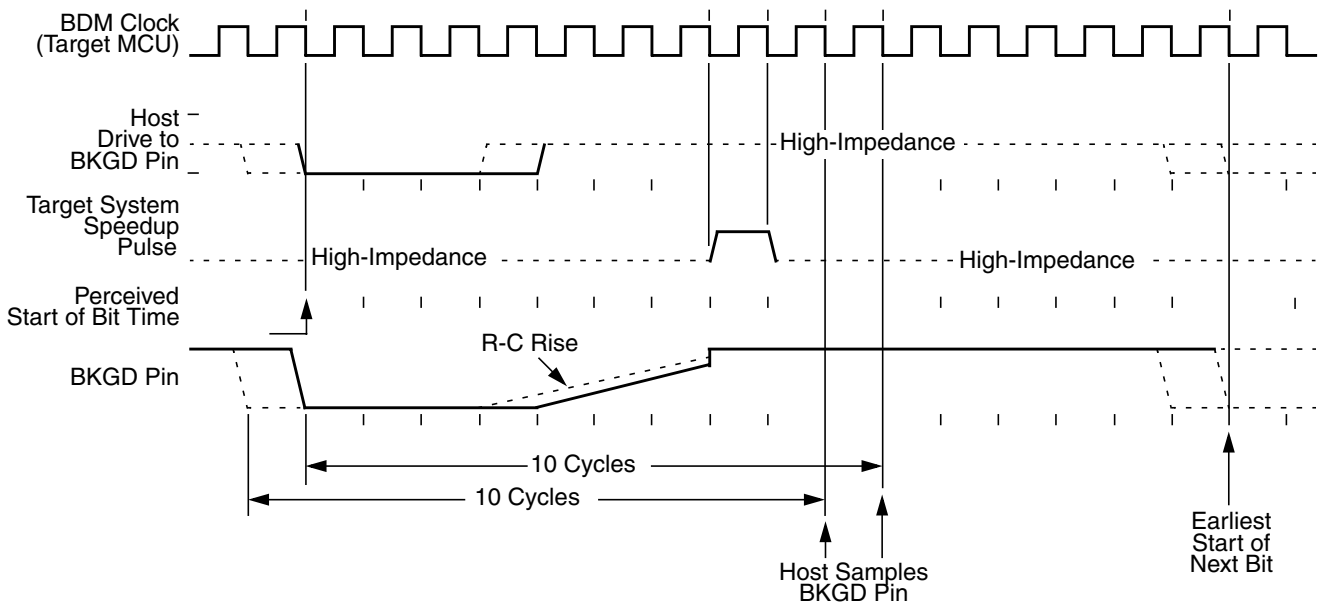 BDM Clock
(Target MCU)
Host
Drive to
BKGD Pin
High-Impedance
Target System
Speedup
Pulse
High-Impedance
High-Impedance
Perceived
Start of Bit Time
R-C Rise
BKGD Pin
10 Cycles
10 Cycles
Host Samples
BKGD Pin
Earliest
Start of
Next Bit